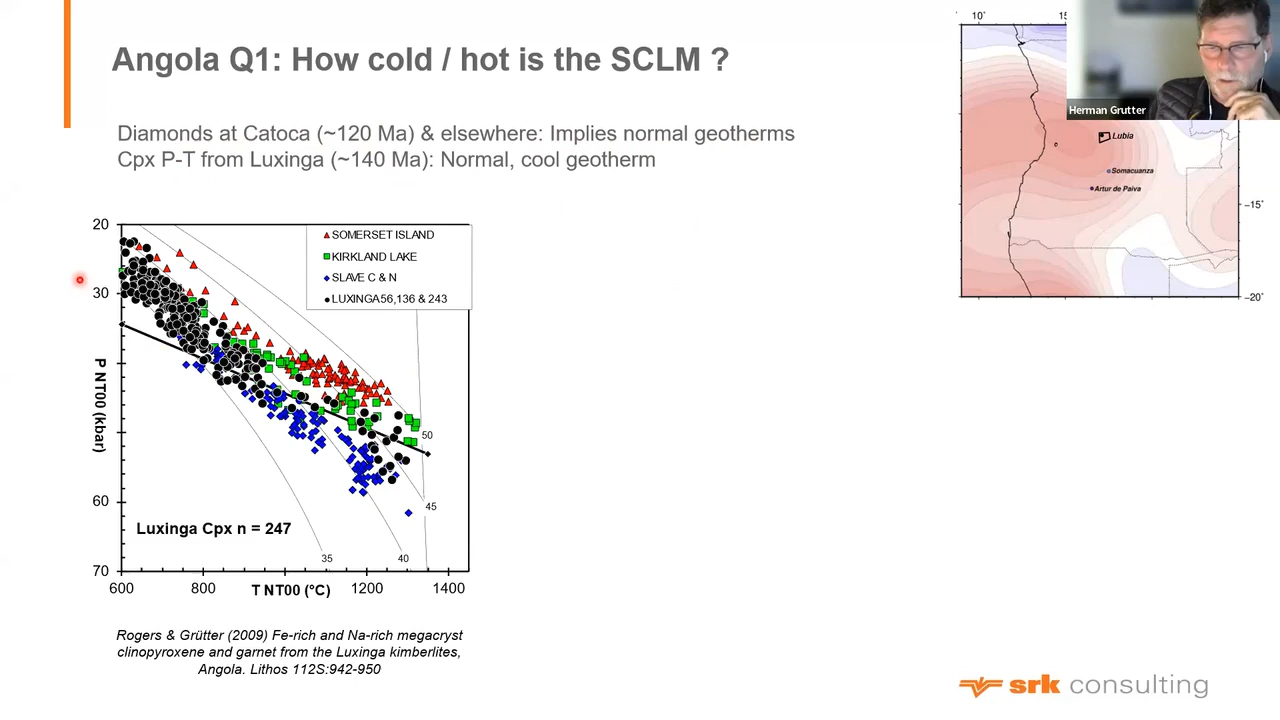 Angola Q1: How cold / hot is the SCLM ?
Diamonds at Catoca (~120 Ma) & elsewhere: Implies normal geotherms
Cpx P-T from Luxinga (~140 Ma): Normal, cool geotherm
10°
15
Herman Grutter
Lubia
Somacuanza
Artur de Paiva
-15°
-20°
20
30
60
70
P NT00 (kbar)
SOMERSET ISLAND
KIRKLAND LAKE
SLAVE C & N
LUXINGA56,136 & 243
50
45
40
35
Luxinga Cpx n = 247
600
800
T NT00 (°C)
1200
1400
Rogers & Grütter (2009) Fe-rich and Na-rich megacryst
clinopyroxene and garnet from the Luxinga kimberlites,
Angola. Lithos 112S:942-950
srk consulting